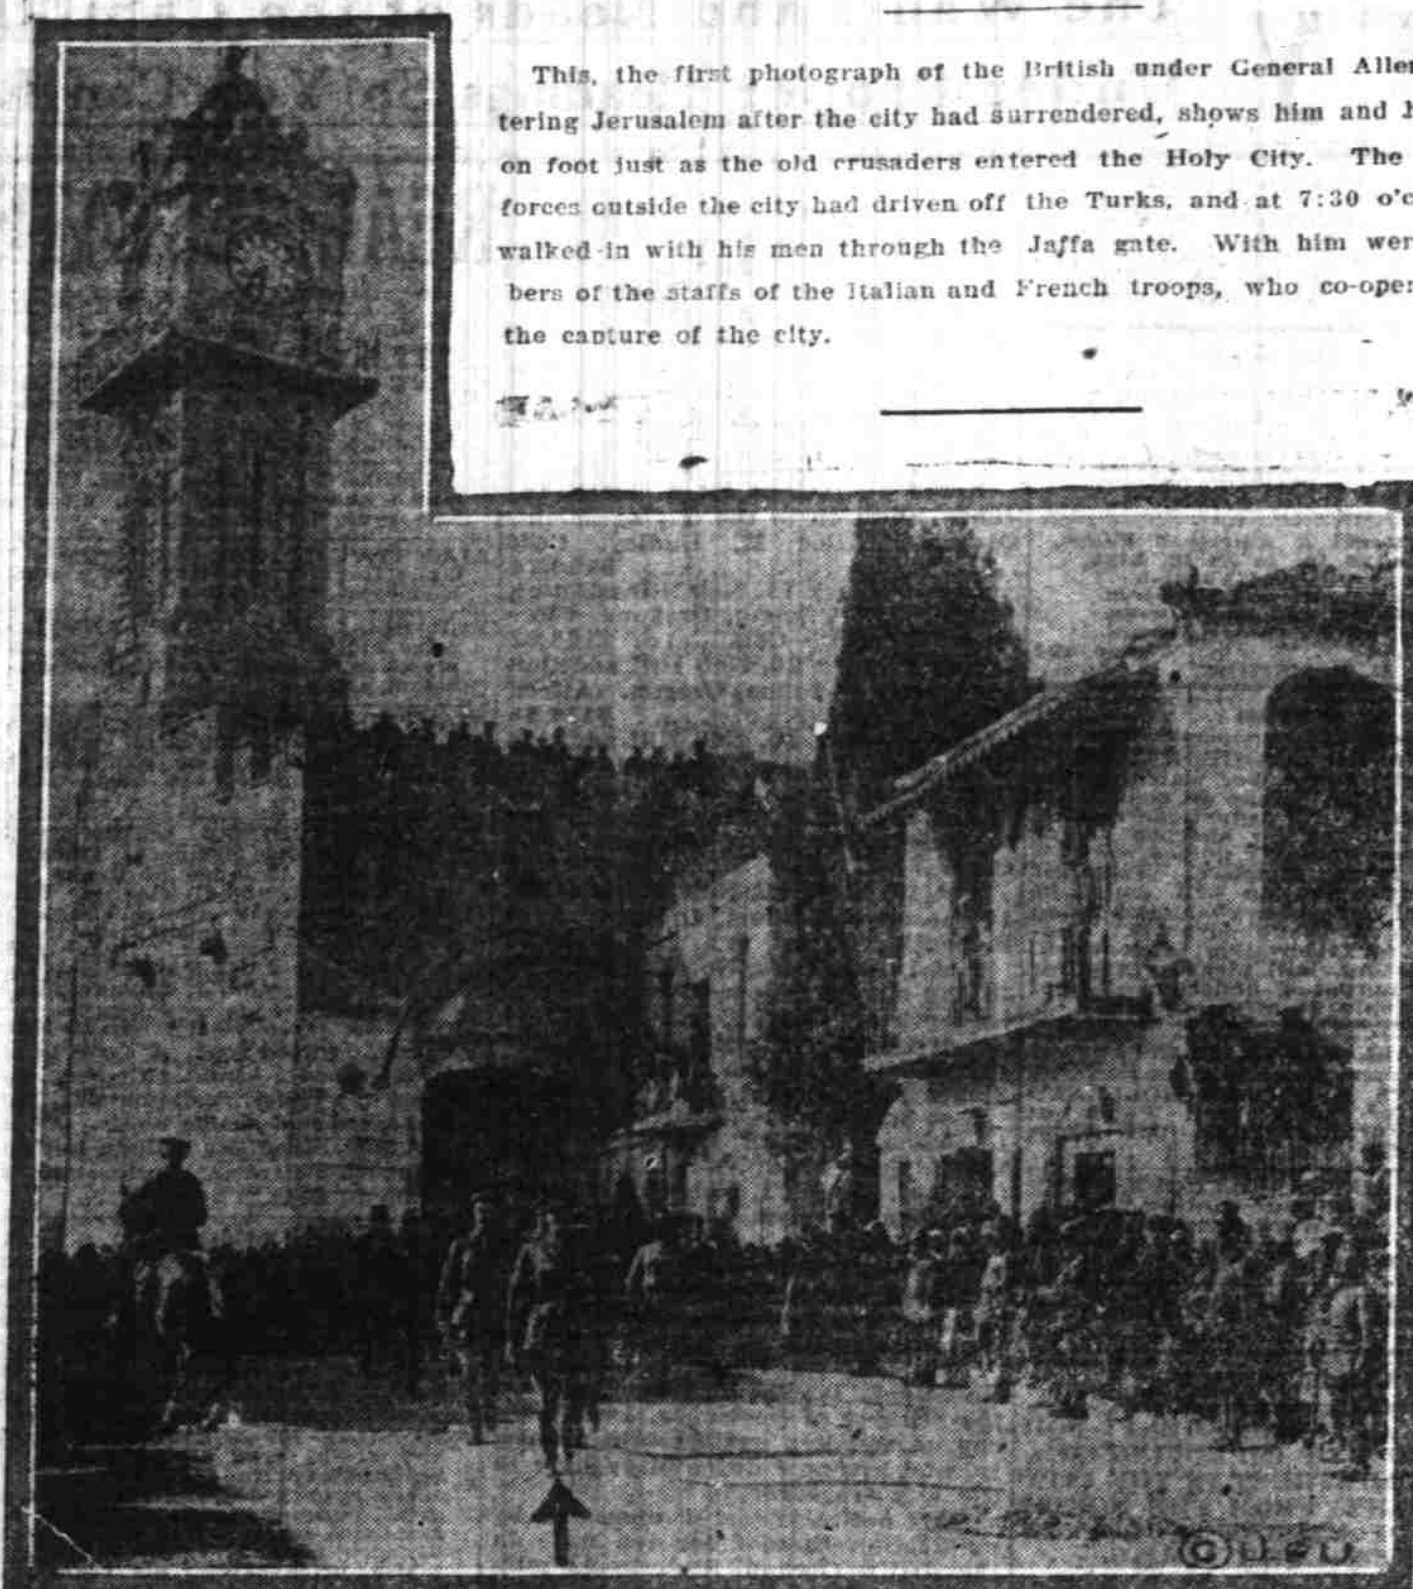 This, the first photograph of the British under General Allen
tering Jerusalem after the city had surrendered, shows him and
on foot just as the old crusaders entered the Holy City. The
forces outside the city had driven off the Turks, and at 7:30 o'c
walked in with his men through the Jaffa gate. With him wer
bers of the staffs of the Italian and French troops, who co-oper
the capture of the city.
© U & U